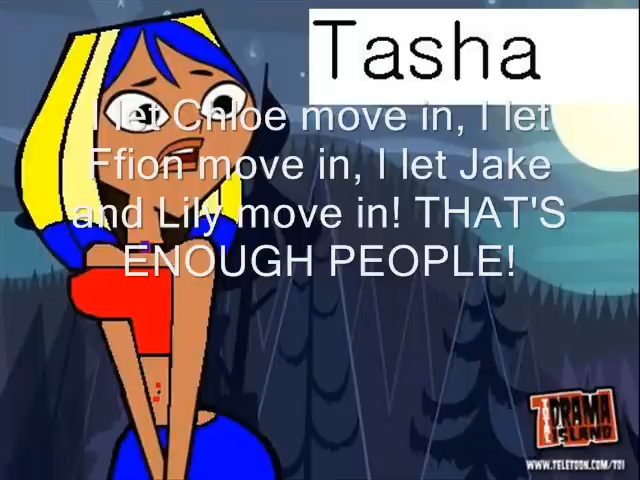 Tasha
I let Chloe move in, I let
Ffion move in, I let Jake
and Lily move in! THAT'S
ENOUGH PEOPLE!
TOTAL
DRAMA
ISLAND
WWW.TELETOON.COM/TDI